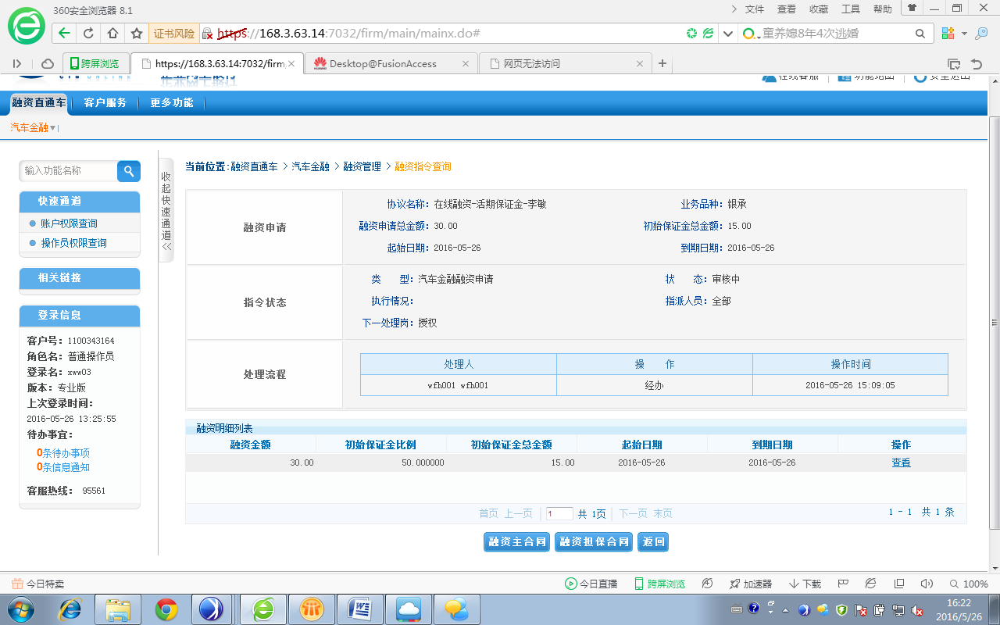 360安全浏览器 8.1
文件 查看 收藏 工具 帮助
证书风险 https://168.3.63.14:7032/firm/main/mainx.do# 童养媳8年4次逃婚
跨屏浏览 https://168.3.63.14:7032/firm Desktop@FusionAccess 网页无法访问
在线客服 功能地图 安全退出
融资直通车 客户服务 更多功能
汽车金融
输入功能名称
快速通道
账户权限查询
操作员权限查询
相关链接
登录信息
客户号：1100343164
角色名：普通操作员
登录名：xww03
版本：专业版
上次登录时间：
2016-05-26 13:25:55
待办事宜：
0条待办事项
0条信息通知
客服热线： 95561
收起快速通道<<
当前位置:融资直通车 > 汽车金融 > 融资管理 > 融资指令查询
融资申请
协议名称：在线融资-活期保证金-李敏 业务品种：银承
融资申请总金额：30.00 初始保证金总金额：15.00
起始日期：2016-05-26 到期日期：2016-05-26
指令状态
类 型：汽车金融融资申请 状 态：审核中
执行情况： 指派人员：全部
下一处理岗：授权
处理流程
处理人 操 作 操作时间
wfh001 wfh001 经办 2016-05-26 15:09:05
融资明细列表
融资金额 初始保证金比例 初始保证金总金额 起始日期 到期日期 操作
30.00 50.000000 15.00 2016-05-26 2016-05-26 查看
首页 上一页 1 共 1页 下一页 末页 1 - 1 共 1 条
融资主合同 融资担保合同 返回
今日特卖 今日直播 跨屏浏览 加速器 下载 100%
16:22
2016/5/26